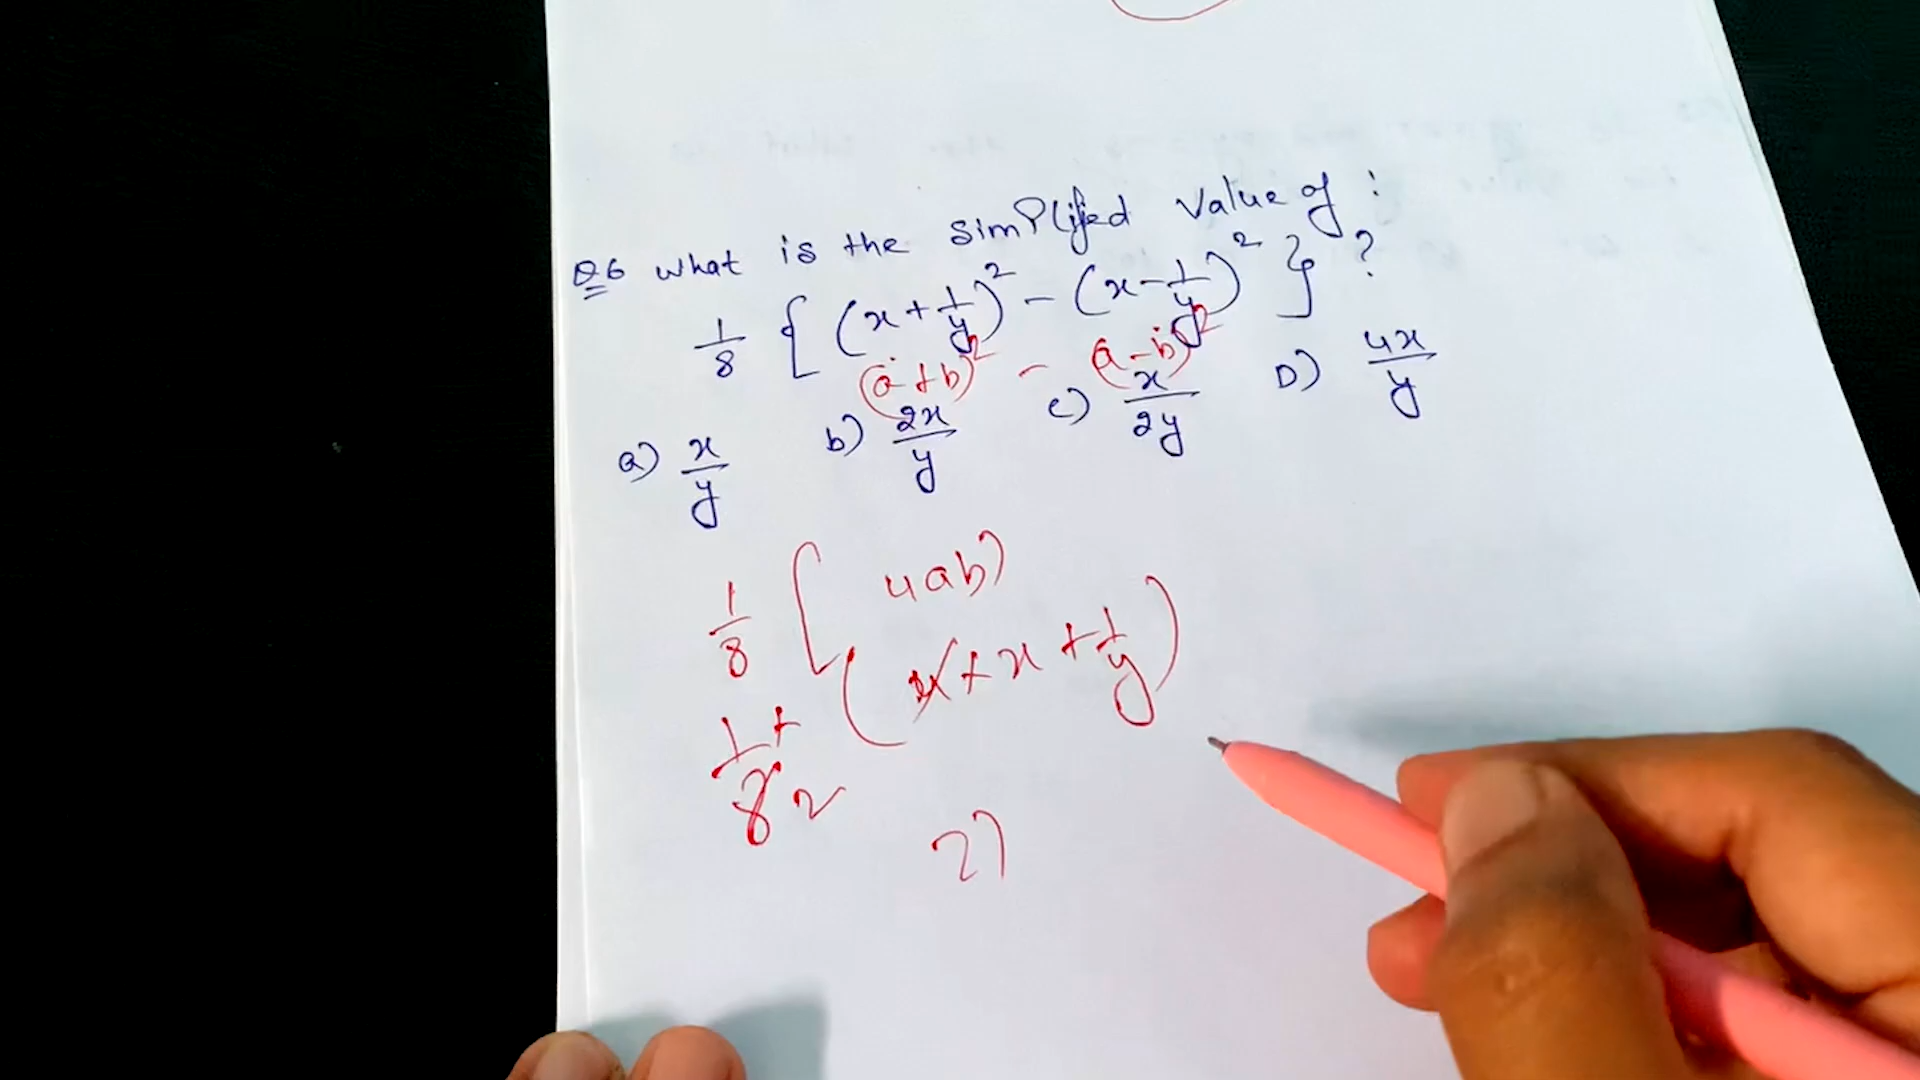 Q6 What is the simplified value of :
1/8 { (x + 1/y)² - (x - 1/y)² } ?
(a + b)² - (a - b)²
a) x/y b) 2x/y c) x/2y D) 4x/y
1/8 [ 4ab)
( + x + 1/y)
1/8 2